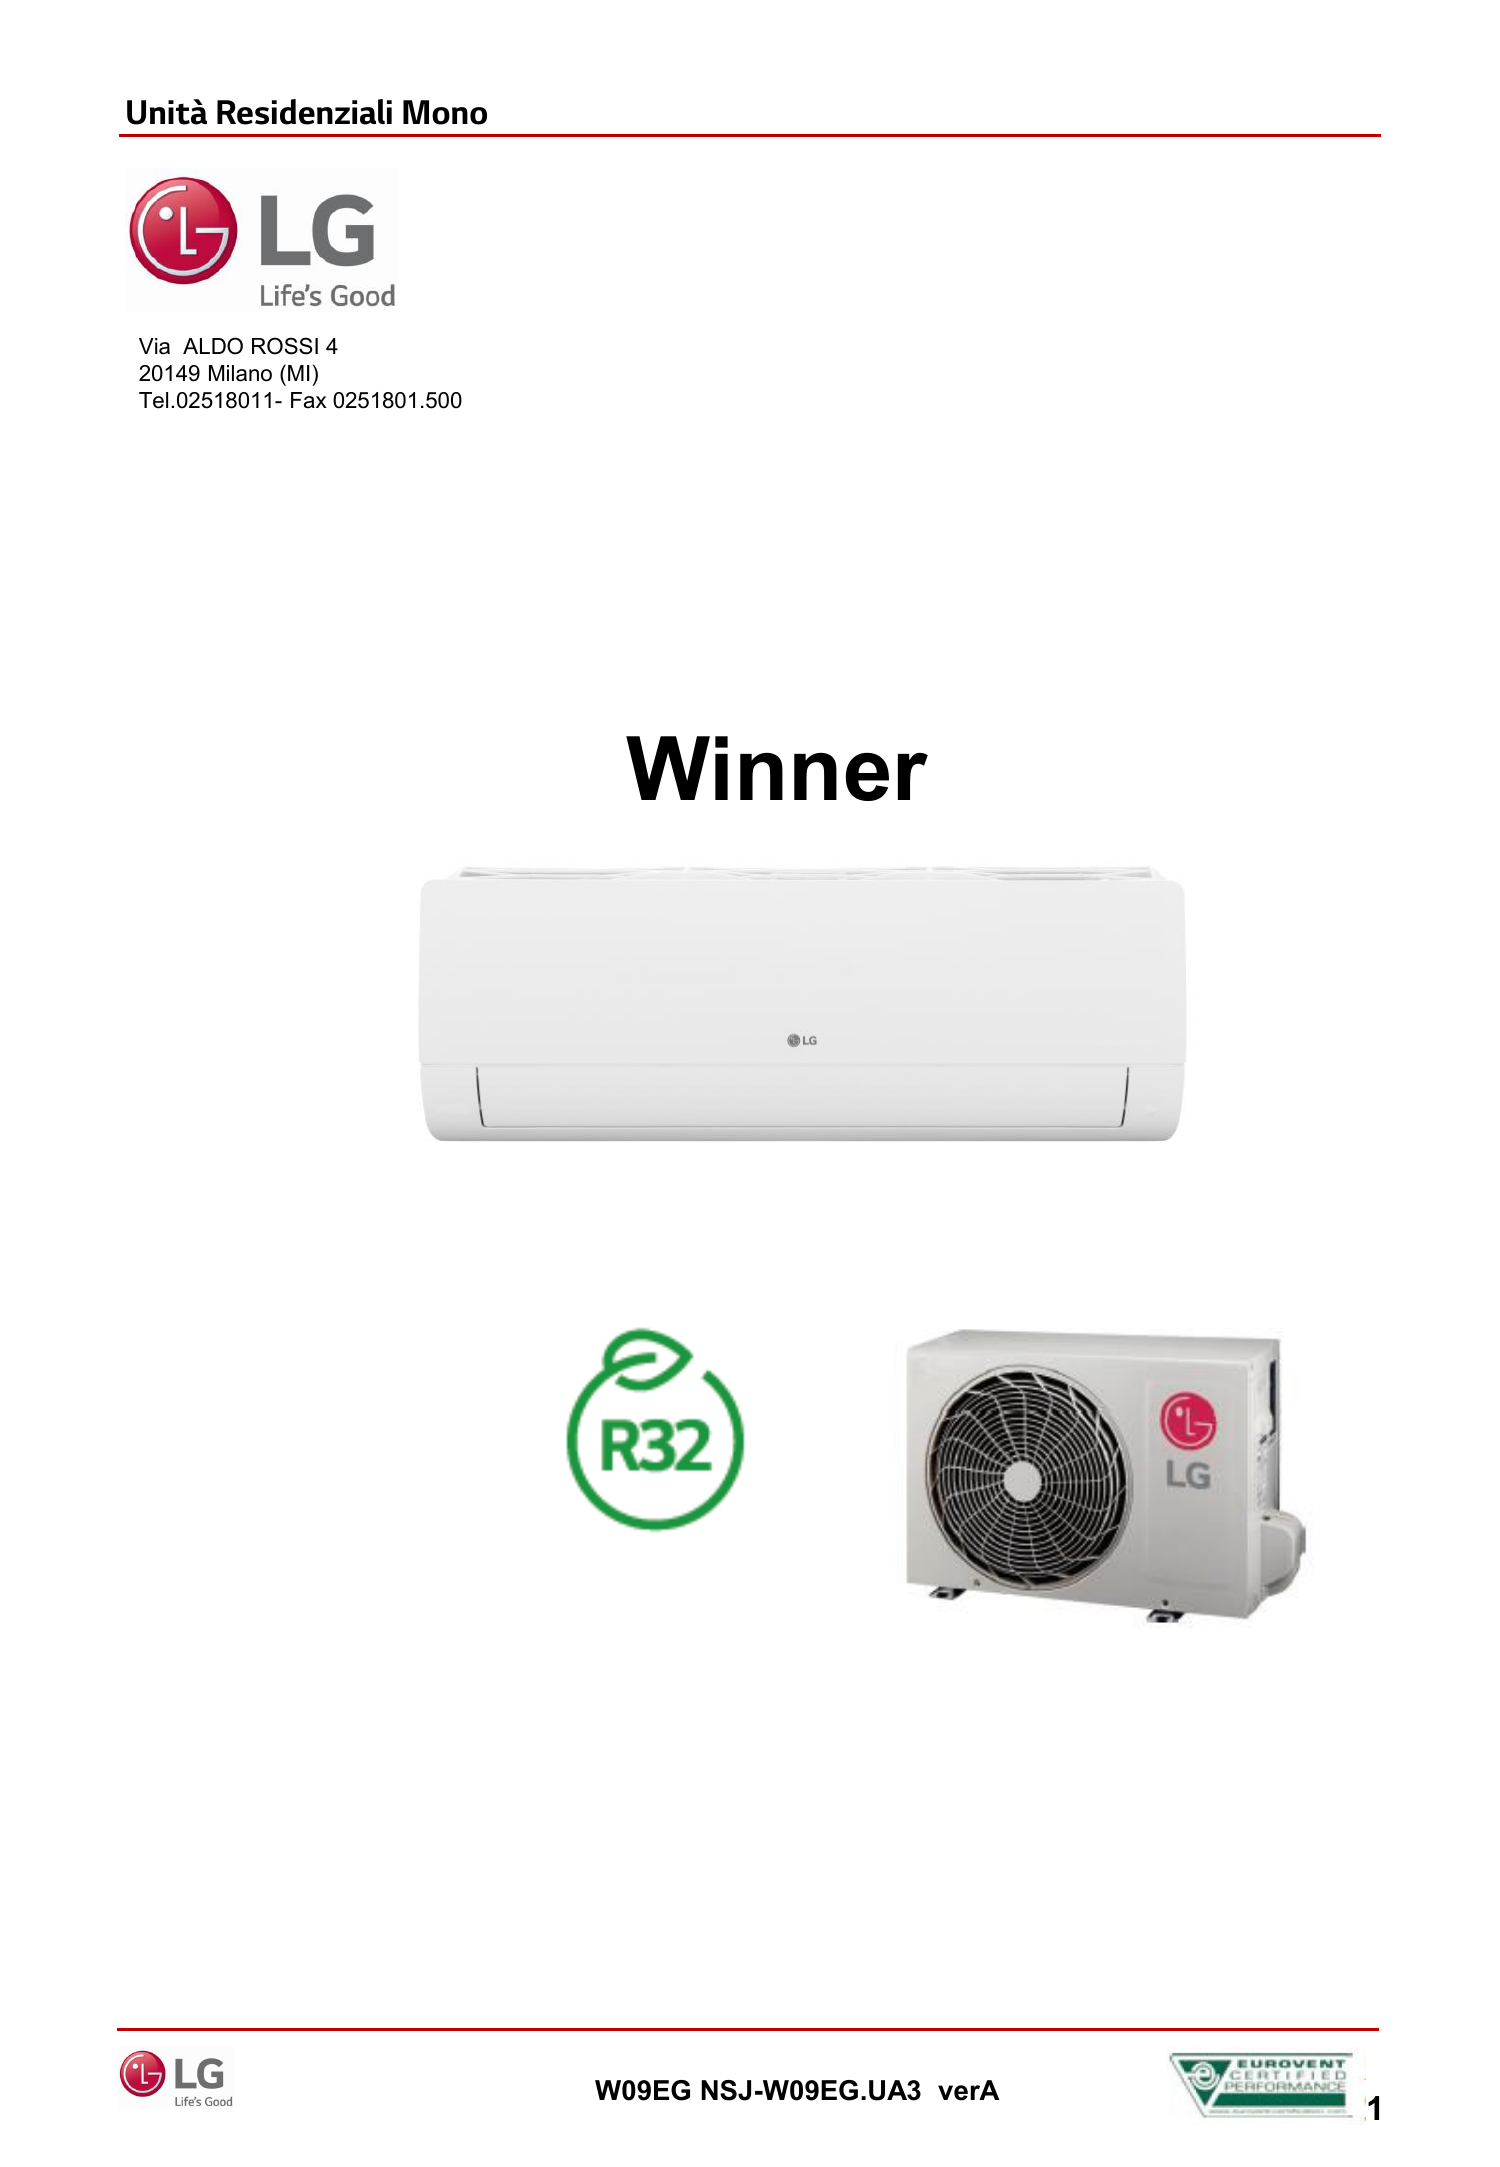 Unità Residenziali Mono
LG
Life's Good
Via ALDO ROSSI 4
20149 Milano (MI)
Tel.02518011- Fax 0251801.500
Winner
LG
R32
LG
LG
Life's Good
W09EG NSJ-W09EG.UA3 verA
EUROVENT
CERTIFIED
PERFORMANCE
1